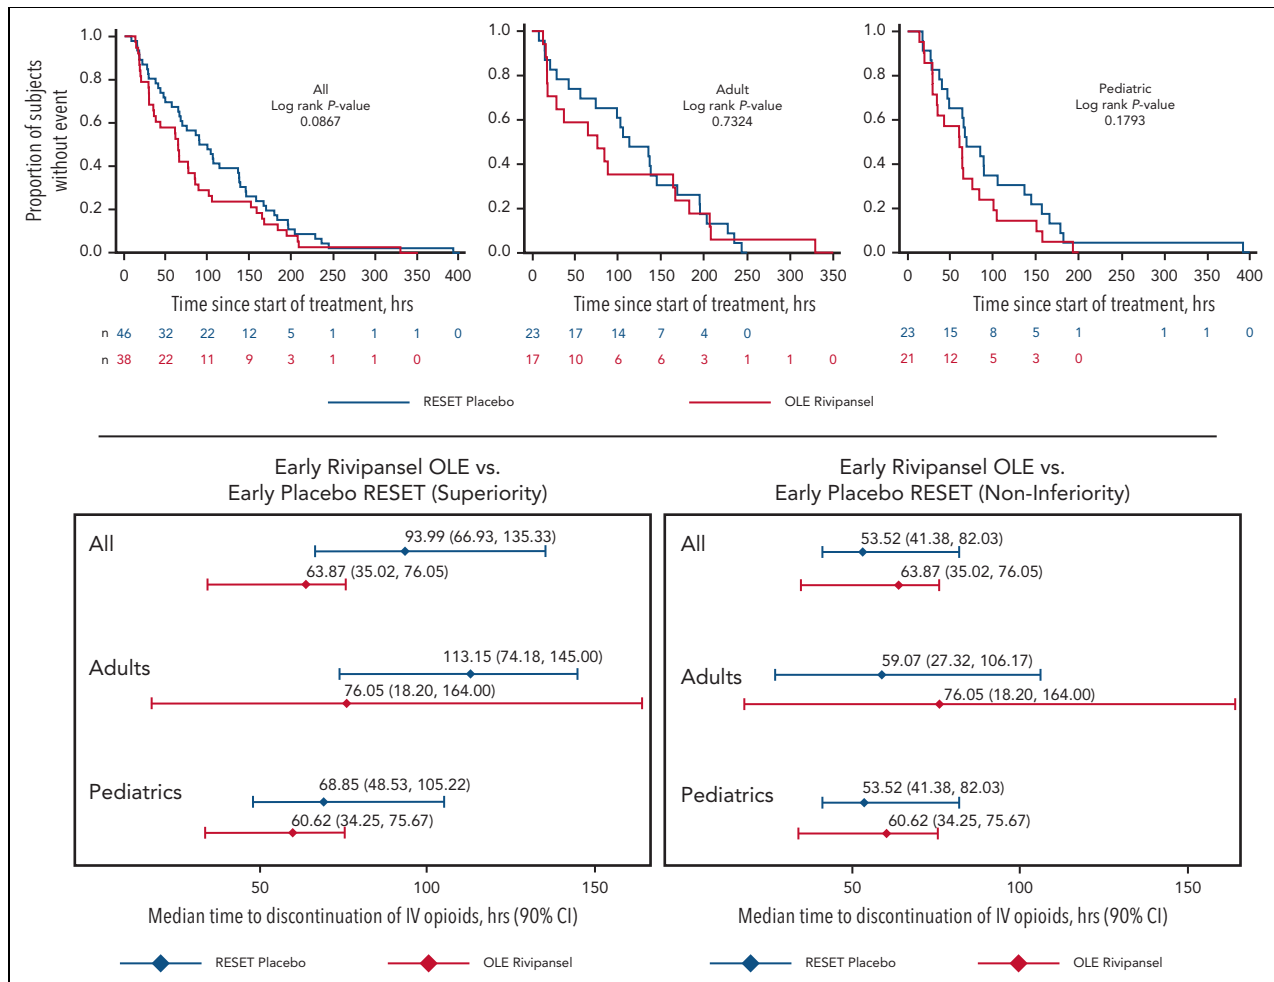 Proportion of subjects
without event
1.0
0.8
0.6
0.4
0.2
0.0
All
Log rank P-value
0.0867
0 50 100 150 200 250 300 350 400
Time since start of treatment, hrs
n 46 32 22 12 5 1 1 1 0
n 38 22 11 9 3 1 1 0
1.0
0.8
0.6
0.4
0.2
0.0
Adult
Log rank P-value
0.7324
0 50 100 150 200 250 300 350
Time since start of treatment, hrs
23 17 14 7 4 0
17 10 6 6 3 1 1 0
1.0
0.8
0.6
0.4
0.2
0.0
Pediatric
Log rank P-value
0.1793
0 50 100 150 200 250 300 350 400
Time since start of treatment, hrs
23 15 8 5 1 1 1 0
21 12 5 3 0
RESET Placebo OLE Rivipansel
Early Rivipansel OLE vs.
Early Placebo RESET (Superiority)
All
93.99 (66.93, 135.33)
63.87 (35.02, 76.05)
Adults
113.15 (74.18, 145.00)
76.05 (18.20, 164.00)
Pediatrics
68.85 (48.53, 105.22)
60.62 (34.25, 75.67)
50 100 150
Median time to discontinuation of IV opioids, hrs (90% CI)
RESET Placebo OLE Rivipansel
Early Rivipansel OLE vs.
Early Placebo RESET (Non-Inferiority)
All
53.52 (41.38, 82.03)
63.87 (35.02, 76.05)
Adults
59.07 (27.32, 106.17)
76.05 (18.20, 164.00)
Pediatrics
53.52 (41.38, 82.03)
60.62 (34.25, 75.67)
50 100 150
Median time to discontinuation of IV opioids, hrs (90% CI)
RESET Placebo OLE Rivipansel